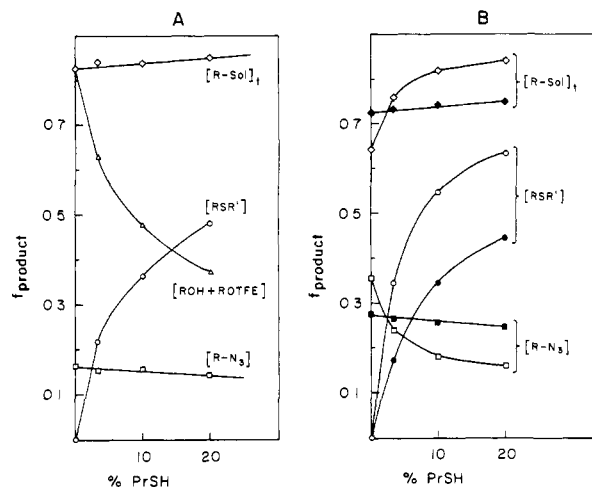 A
B
f product
0.7
0.5
0.3
0.1
[R-Sol]t
[RSR']
[ROH + ROTFE]
[R-N3]
10
20
% PrSH
f product
0.7
0.5
0.3
0.1
[R-Sol]t
[RSR']
[R-N3]
10
20
% PrSH